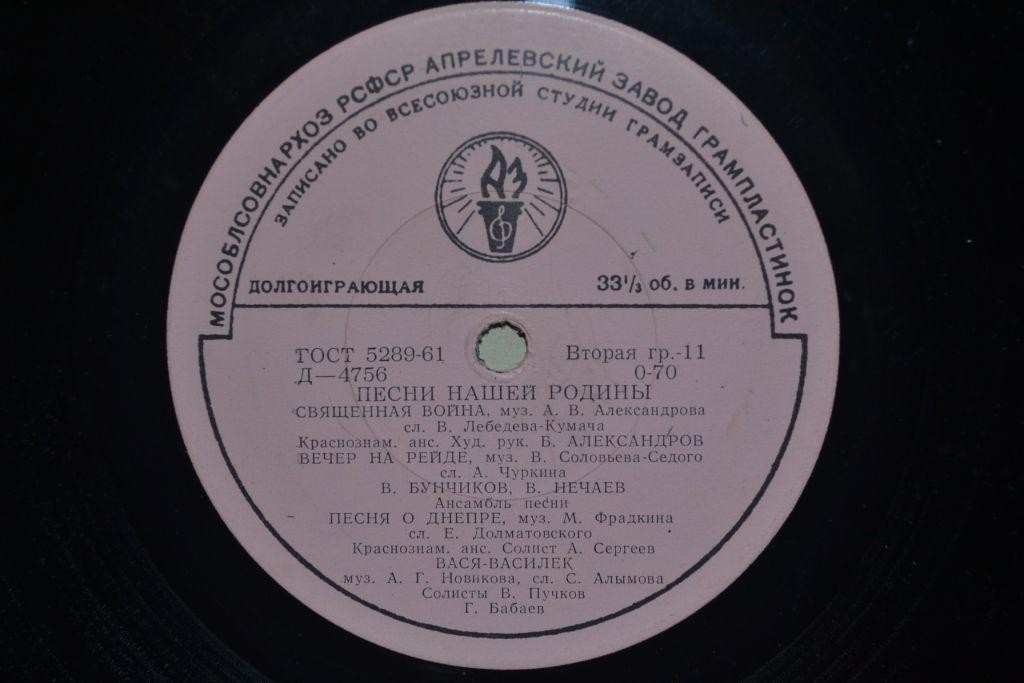 МОСОБЛСОВНАРХОЗ РСФСР АПРЕЛЕВСКИЙ ЗАВОД ГРАМПЛАСТИНОК
ЗАПИСАНО ВО ВСЕСОЮЗНОЙ СТУДИИ ГРАМЗАПИСИ
АЗ
ДОЛГОИГРАЮЩАЯ 33 1/3 об. в мин.
ГОСТ 5289-61 Вторая гр.-11
Д—4756 0-70
ПЕСНИ НАШЕЙ РОДИНЫ
СВЯЩЕННАЯ ВОЙНА, муз. А. В. Александрова
сл. В. Лебедева-Кумача
Краснознам. анс. Худ. рук. Б. АЛЕКСАНДРОВ
ВЕЧЕР НА РЕЙДЕ, муз. В. Соловьева-Седого
сл. А. Чуркина
В. БУНЧИКОВ, В. НЕЧАЕВ
Ансамбль песни
ПЕСНЯ О ДНЕПРЕ, муз. М. Фрадкина
сл. Е. Долматовского
Краснознам. анс. Солист А. Сергеев
ВАСЯ-ВАСИЛЕК
муз. А. Г. Новикова, сл. С. Алымова
Солисты В. Пучков
Г. Бабаев